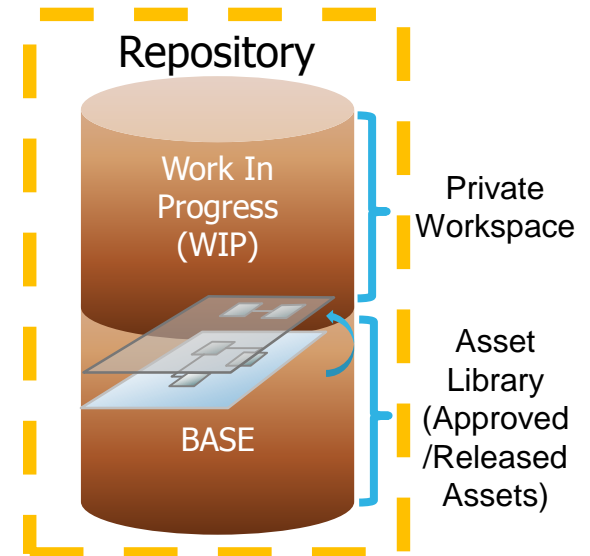 Repository
Work In
Progress
(WIP)
Private
Workspace
Asset
Library
(Approved
/Released
Assets)
BASE